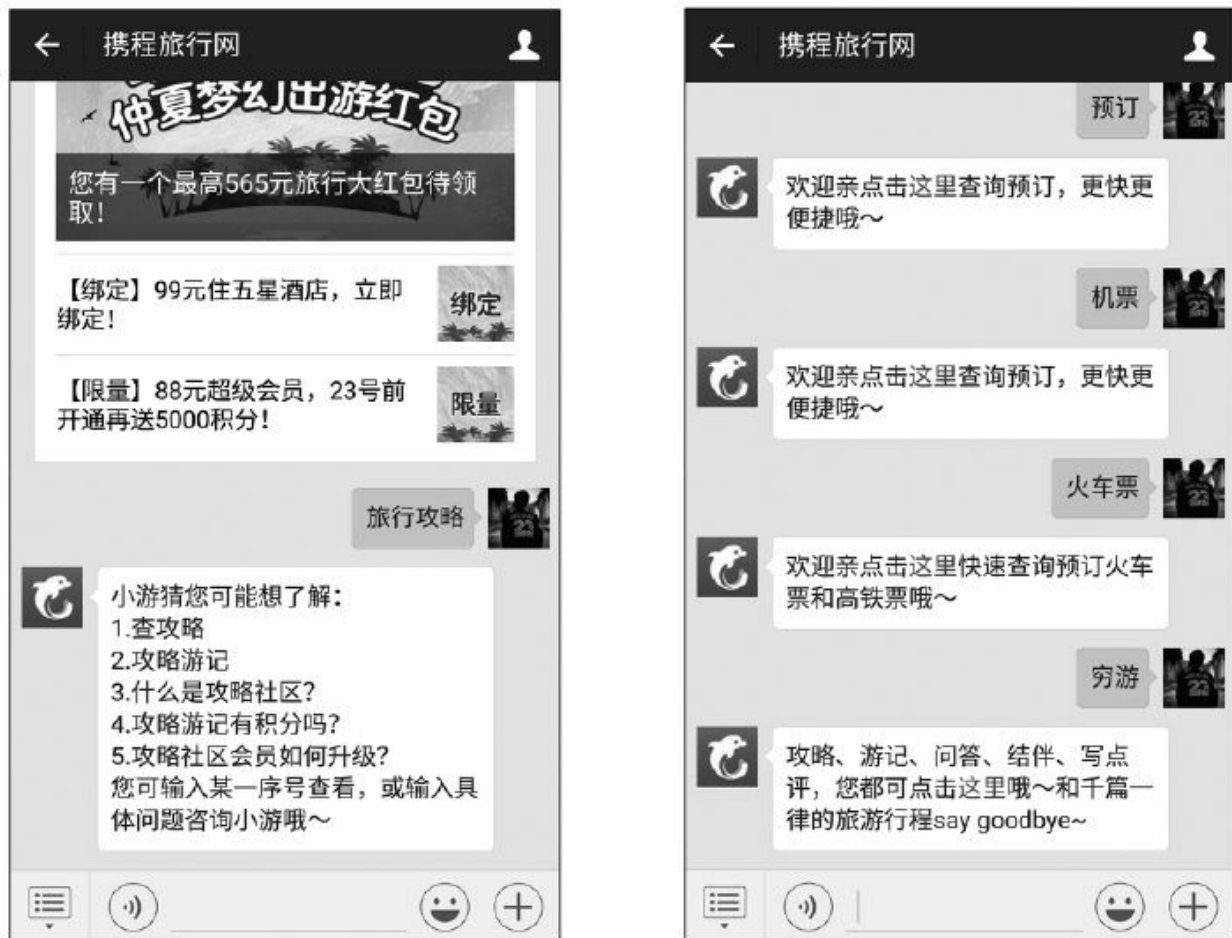 携程旅行网
仲夏梦幻出游红包
您有一个最高565元旅行大红包待领
取！
【绑定】99元住五星酒店，立即
绑定！
绑定
【限量】88元超级会员，23号前
开通再送5000积分！
限量
旅行攻略
23
小游猜您可能想了解：
1.查攻略
2.攻略游记
3.什么是攻略社区？
4.攻略游记有积分吗？
5.攻略社区会员如何升级？
您可输入某一序号查看，或输入具
体问题咨询小游哦～
携程旅行网
预订
23
欢迎亲点击这里查询预订，更快更
便捷哦～
机票
23
欢迎亲点击这里查询预订，更快更
便捷哦～
火车票
23
欢迎亲点击这里快速查询预订火车
票和高铁票哦～
穷游
23
攻略、游记、问答、结伴、写点
评，您都可点击这里哦～和千篇一
律的旅游行程say goodbye~